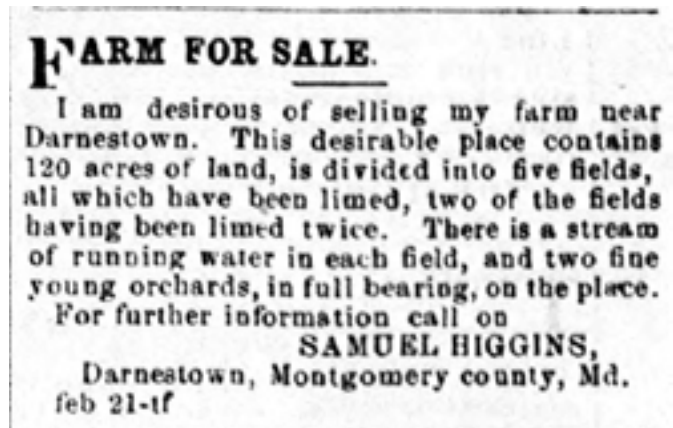 FARM FOR SALE.
I am desirous of selling my farm near
Darnestown. This desirable place contains
120 acres of land, is divided into five fields,
all which have been limed, two of the fields
having been limed twice. There is a stream
of running water in each field, and two fine
young orchards, in full bearing, on the place.
For further information call on
SAMUEL HIGGINS,
Darnestown, Montgomery county, Md.
feb 21-tf